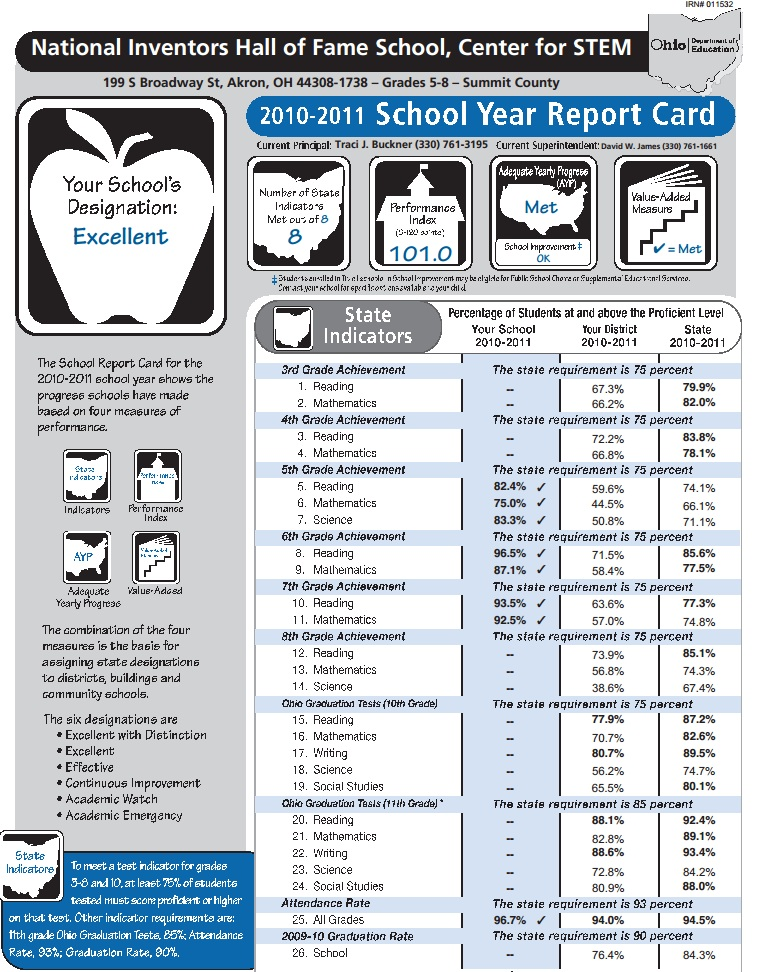 IRN# 011532
National Inventors Hall of Fame School, Center for STEM
Ohio | Department of Education
199 S Broadway St, Akron, OH 44308-1738 – Grades 5-8 – Summit County
2010-2011 School Year Report Card
Current Principal: Traci J. Buckner (330) 761-3195 Current Superintendent: David W. James (330) 761-1661
Your School's
Designation:
Excellent
Number of State
Indicators
Met out of 8
8
Performance
Index
(0-120 points)
101.0
Adequate Yearly Progress
(AYP)
Met
School Improvement ‡
OK
Value-Added
Measure
✔ = Met
‡ Students enrolled in Title I schools in School Improvement may be eligible for Public School Choice or Supplemental Educational Services.
Contact your school for specific options available to your child.
State
Indicators
Percentage of Students at and above the Proficient Level
Your School 2010-2011
Your District 2010-2011
State 2010-2011
3rd Grade Achievement The state requirement is 75 percent
1. Reading -- 67.3% 79.9%
2. Mathematics -- 66.2% 82.0%
4th Grade Achievement The state requirement is 75 percent
3. Reading -- 72.2% 83.8%
4. Mathematics -- 66.8% 78.1%
5th Grade Achievement The state requirement is 75 percent
5. Reading 82.4% ✓ 59.6% 74.1%
6. Mathematics 75.0% ✓ 44.5% 66.1%
7. Science 83.3% ✓ 50.8% 71.1%
6th Grade Achievement The state requirement is 75 percent
8. Reading 96.5% ✓ 71.5% 85.6%
9. Mathematics 87.1% ✓ 58.4% 77.5%
7th Grade Achievement The state requirement is 75 percent
10. Reading 93.5% ✓ 63.6% 77.3%
11. Mathematics 92.5% ✓ 57.0% 74.8%
8th Grade Achievement The state requirement is 75 percent
12. Reading -- 73.9% 85.1%
13. Mathematics -- 56.8% 74.3%
14. Science -- 38.6% 67.4%
Ohio Graduation Tests (10th Grade) The state requirement is 75 percent
15. Reading -- 77.9% 87.2%
16. Mathematics -- 70.7% 82.6%
17. Writing -- 80.7% 89.5%
18. Science -- 56.2% 74.7%
19. Social Studies -- 65.5% 80.1%
Ohio Graduation Tests (11th Grade) * The state requirement is 85 percent
20. Reading -- 88.1% 92.4%
21. Mathematics -- 82.8% 89.1%
22. Writing -- 88.6% 93.4%
23. Science -- 72.8% 84.2%
24. Social Studies -- 80.9% 88.0%
Attendance Rate The state requirement is 93 percent
25. All Grades 96.7% ✓ 94.0% 94.5%
2009-10 Graduation Rate The state requirement is 90 percent
26. School -- 76.4% 84.3%
The School Report Card for the
2010-2011 school year shows the
progress schools have made
based on four measures of
performance.
State
Indicators
Indicators
Performance
Index
Performance
Index
AYP
Adequate
Yearly Progress
Value-Added
Measure
Value-Added
The combination of the four
measures is the basis for
assigning state designations
to districts, buildings and
community schools.
The six designations are
• Excellent with Distinction
• Excellent
• Effective
• Continuous Improvement
• Academic Watch
• Academic Emergency
State
Indicators
To meet a test indicator for grades
3-8 and 10, at least 75% of students
tested must score proficient or higher
on that test. Other indicator requirements are:
11th grade Ohio Graduation Tests, 85%; Attendance
Rate, 93%; Graduation Rate, 90%.